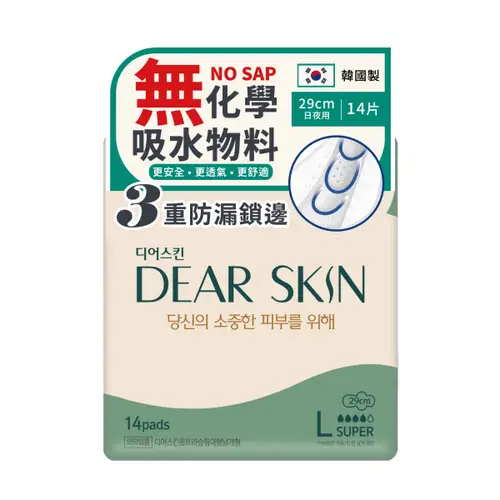 無
NO SAP
化學
吸水物料
更安全•更透氣•更舒適
韓國製
29cm
日夜用
14片
3重防漏鎖邊
디어스킨
DEAR SKIN
당신의 소중한 피부를 위해
14pads
29cm
L SUPER